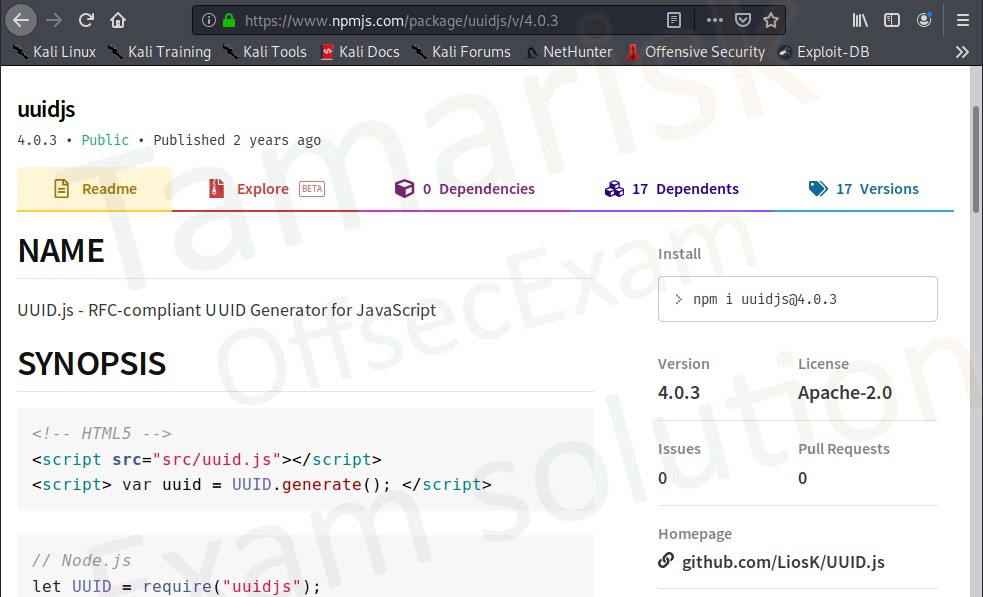 https://www.npmjs.com/package/uuidjs/v/4.0.3
Kali Linux Kali Training Kali Tools Kali Docs Kali Forums NetHunter Offensive Security Exploit-DB
uuidjs
4.0.3 • Public • Published 2 years ago
Readme Explore BETA 0 Dependencies 17 Dependents 17 Versions
NAME
UUID.js - RFC-compliant UUID Generator for JavaScript
SYNOPSIS
<!-- HTML5 -->
<script src="src/uuid.js"></script>
<script> var uuid = UUID.generate(); </script>
// Node.js
let UUID = require("uuidjs");
Install
> npm i uuidjs@4.0.3
Version License
4.0.3 Apache-2.0
Issues Pull Requests
0 0
Homepage
github.com/LiosK/UUID.js
Tamarisk
OffsecExam
Exam solution